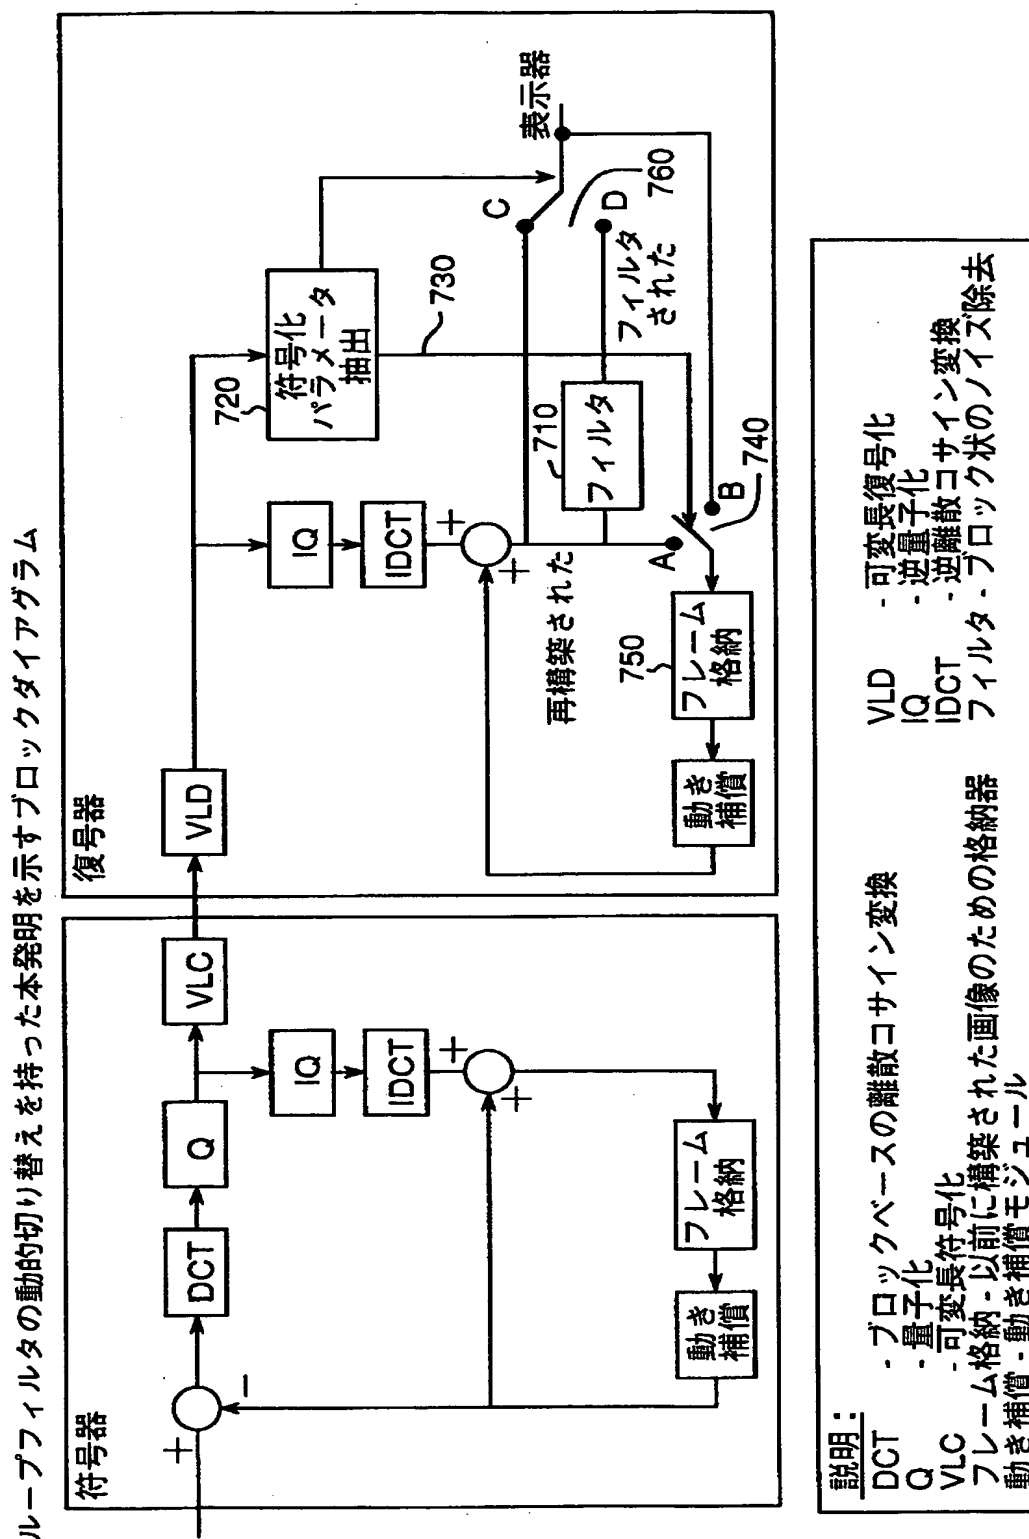 ループフィルタの動的切り替えを持った本発明を示すブロックダイアグラム
符号器
+
-
DCT
Q
VLC
IQ
IDCT
+
+
フレーム
格納
動き
補償
復号器
VLD
720
符号化
パラメータ
抽出
730
IQ
IDCT
+
+
再構築された
710
フィルタ
フィルタ
された
C
D
760
表示器
A
B
740
750
フレーム
格納
動き
補償
説明:
DCT - ブロックベースの離散コサイン変換
Q - 量子化
VLC - 可変長符号化
フレーム格納 - 以前に構築された画像のための格納器
動き補償 - 動き補償モジュール
VLD - 可変長復号化
IQ - 逆量子化
IDCT - 逆離散コサイン変換
フィルタ - ブロック状のノイズ除去